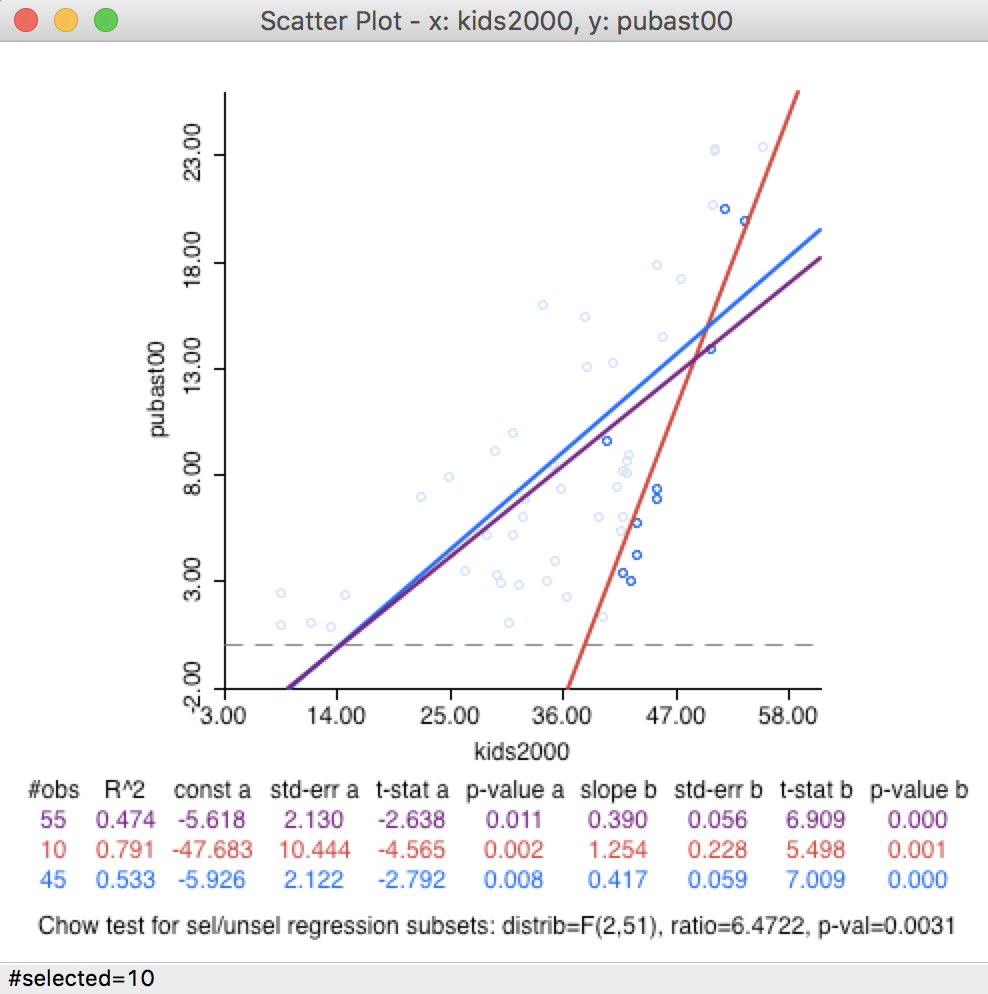 Scatter Plot - x: kids2000, y: pubast00
23.00
18.00
13.00
8.00
3.00
-2.00
pubast00
3.00 14.00 25.00 36.00 47.00 58.00
kids2000
#obs R^2 const a std-err a t-stat a p-value a slope b std-err b t-stat b p-value b
55 0.474 -5.618 2.130 -2.638 0.011 0.390 0.056 6.909 0.000
10 0.791 -47.683 10.444 -4.565 0.002 1.254 0.228 5.498 0.001
45 0.533 -5.926 2.122 -2.792 0.008 0.417 0.059 7.009 0.000
Chow test for sel/unsel regression subsets: distrib=F(2,51), ratio=6.4722, p-val=0.0031
#selected=10